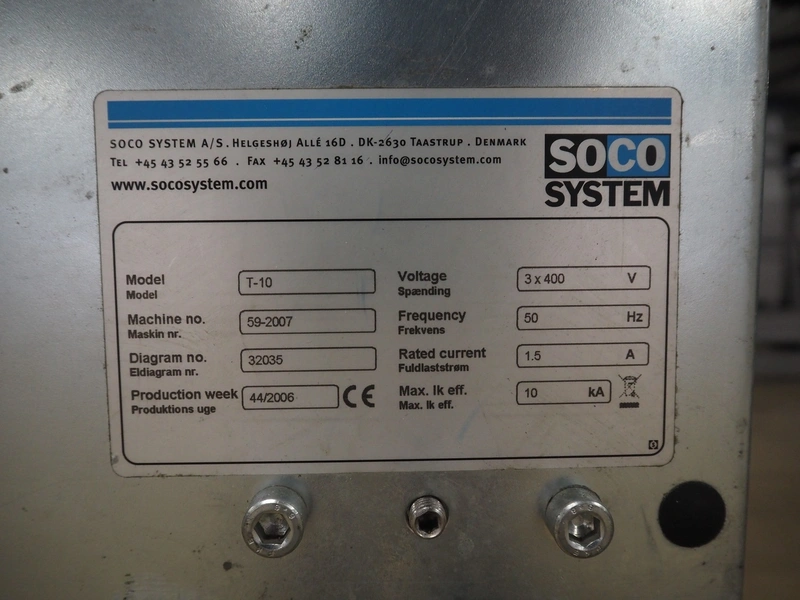 SOCO SYSTEM A/S . HELGESHØJ ALLÉ 16D . DK-2630 TAASTRUP . DENMARK
TEL +45 43 52 55 66 . FAX +45 43 52 81 16 . info@socosystem.com
www.socosystem.com
SOCO
SYSTEM
Model
Model
T-10
Voltage
Spænding
3 x 400 V
Machine no.
Maskin nr.
59-2007
Frequency
Frekvens
50 Hz
Diagram no.
Eldiagram nr.
32035
Rated current
Fuldlaststrøm
1.5 A
Production week
Produktions uge
44/2006
CE
Max. Ik eff.
Max. Ik eff.
10 kA